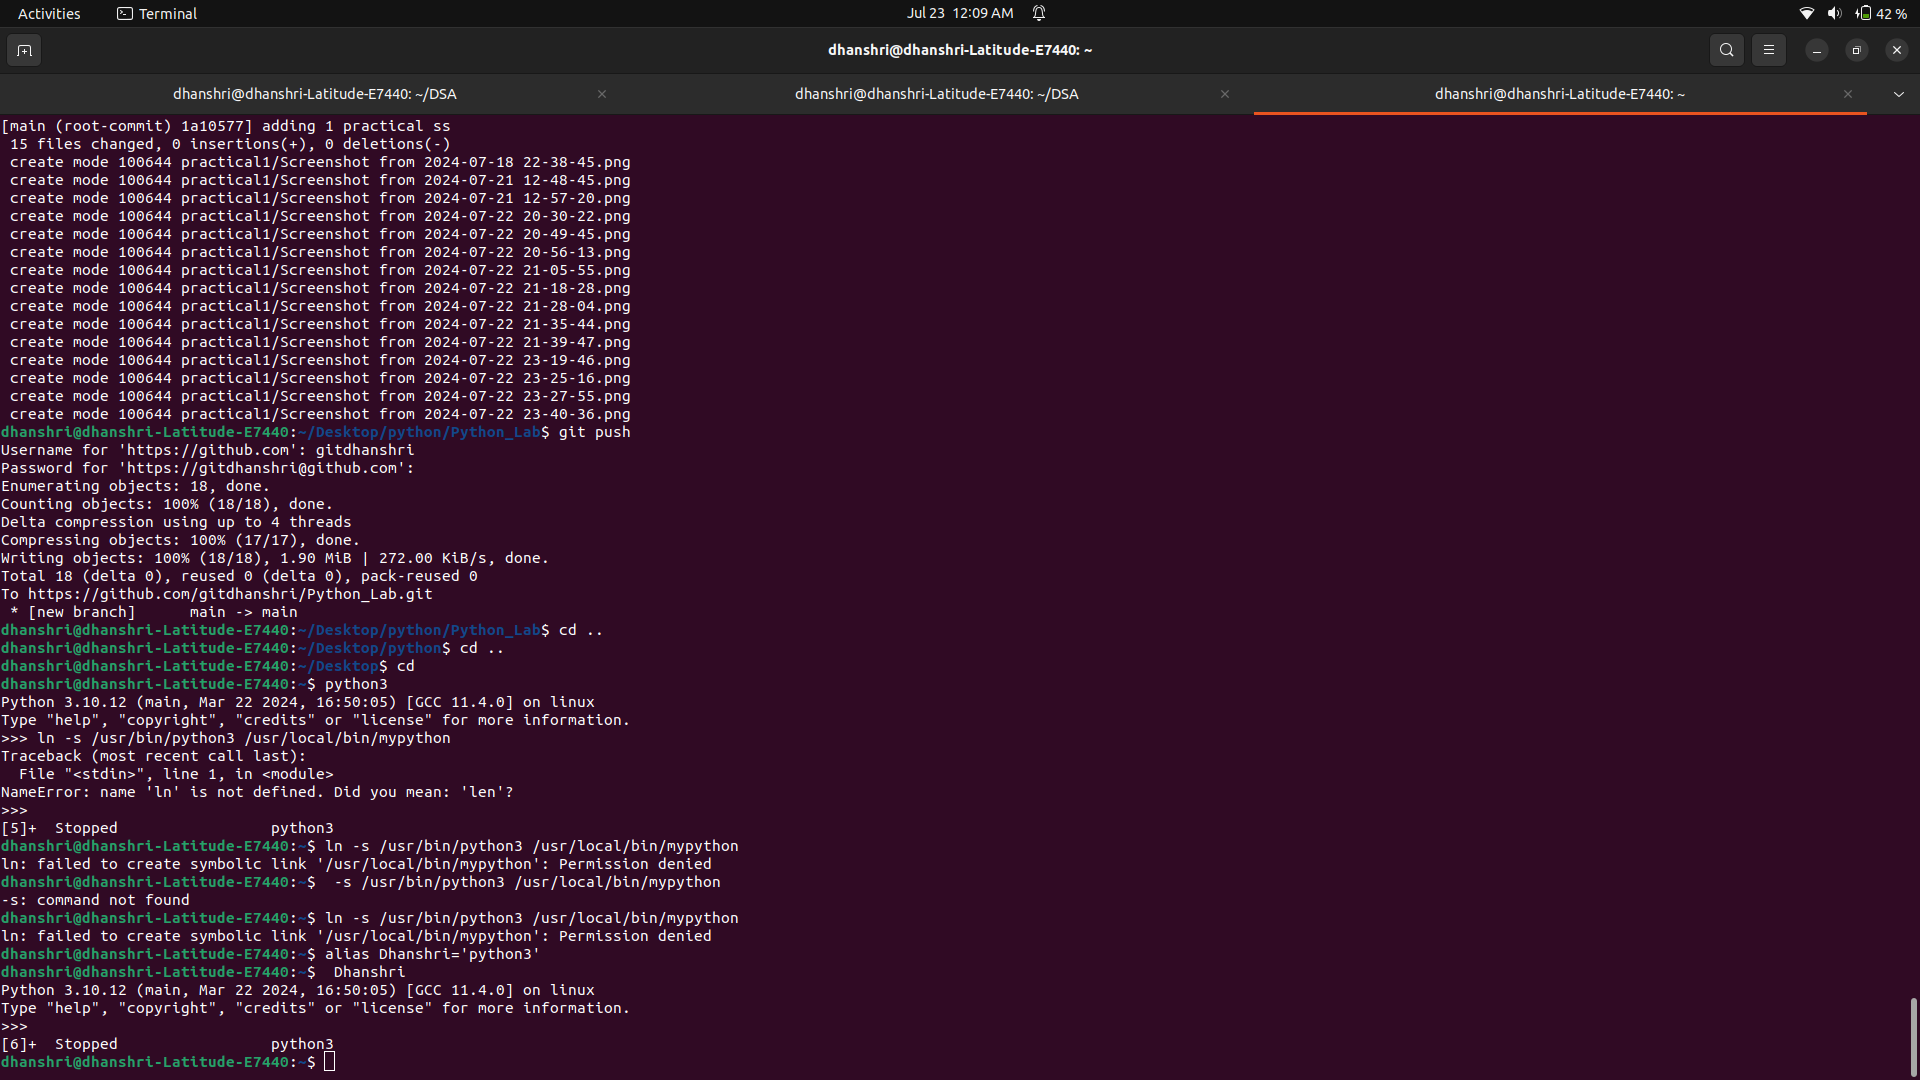 Activities Terminal Jul 23 12:09 AM 42 %
dhanshri@dhanshri-Latitude-E7440: ~
dhanshri@dhanshri-Latitude-E7440: ~/DSA dhanshri@dhanshri-Latitude-E7440: ~/DSA dhanshri@dhanshri-Latitude-E7440: ~
[main (root-commit) 1a10577] adding 1 practical ss
 15 files changed, 0 insertions(+), 0 deletions(-)
 create mode 100644 practical1/Screenshot from 2024-07-18 22-38-45.png
 create mode 100644 practical1/Screenshot from 2024-07-21 12-48-45.png
 create mode 100644 practical1/Screenshot from 2024-07-21 12-57-20.png
 create mode 100644 practical1/Screenshot from 2024-07-22 20-30-22.png
 create mode 100644 practical1/Screenshot from 2024-07-22 20-49-45.png
 create mode 100644 practical1/Screenshot from 2024-07-22 20-56-13.png
 create mode 100644 practical1/Screenshot from 2024-07-22 21-05-55.png
 create mode 100644 practical1/Screenshot from 2024-07-22 21-18-28.png
 create mode 100644 practical1/Screenshot from 2024-07-22 21-28-04.png
 create mode 100644 practical1/Screenshot from 2024-07-22 21-35-44.png
 create mode 100644 practical1/Screenshot from 2024-07-22 21-39-47.png
 create mode 100644 practical1/Screenshot from 2024-07-22 23-19-46.png
 create mode 100644 practical1/Screenshot from 2024-07-22 23-25-16.png
 create mode 100644 practical1/Screenshot from 2024-07-22 23-27-55.png
 create mode 100644 practical1/Screenshot from 2024-07-22 23-40-36.png
dhanshri@dhanshri-Latitude-E7440:~/Desktop/python/Python_Lab$ git push
Username for 'https://github.com': gitdhanshri
Password for 'https://gitdhanshri@github.com':
Enumerating objects: 18, done.
Counting objects: 100% (18/18), done.
Delta compression using up to 4 threads
Compressing objects: 100% (17/17), done.
Writing objects: 100% (18/18), 1.90 MiB | 272.00 KiB/s, done.
Total 18 (delta 0), reused 0 (delta 0), pack-reused 0
To https://github.com/gitdhanshri/Python_Lab.git
 * [new branch]      main -> main
dhanshri@dhanshri-Latitude-E7440:~/Desktop/python/Python_Lab$ cd ..
dhanshri@dhanshri-Latitude-E7440:~/Desktop/python$ cd ..
dhanshri@dhanshri-Latitude-E7440:~/Desktop$ cd
dhanshri@dhanshri-Latitude-E7440:~$ python3
Python 3.10.12 (main, Mar 22 2024, 16:50:05) [GCC 11.4.0] on linux
Type "help", "copyright", "credits" or "license" for more information.
>>> ln -s /usr/bin/python3 /usr/local/bin/mypython
Traceback (most recent call last):
  File "<stdin>", line 1, in <module>
NameError: name 'ln' is not defined. Did you mean: 'len'?
>>>
[5]+  Stopped                 python3
dhanshri@dhanshri-Latitude-E7440:~$ ln -s /usr/bin/python3 /usr/local/bin/mypython
ln: failed to create symbolic link '/usr/local/bin/mypython': Permission denied
dhanshri@dhanshri-Latitude-E7440:~$  -s /usr/bin/python3 /usr/local/bin/mypython
-s: command not found
dhanshri@dhanshri-Latitude-E7440:~$ ln -s /usr/bin/python3 /usr/local/bin/mypython
ln: failed to create symbolic link '/usr/local/bin/mypython': Permission denied
dhanshri@dhanshri-Latitude-E7440:~$ alias Dhanshri='python3'
dhanshri@dhanshri-Latitude-E7440:~$  Dhanshri
Python 3.10.12 (main, Mar 22 2024, 16:50:05) [GCC 11.4.0] on linux
Type "help", "copyright", "credits" or "license" for more information.
>>>
[6]+  Stopped                 python3
dhanshri@dhanshri-Latitude-E7440:~$